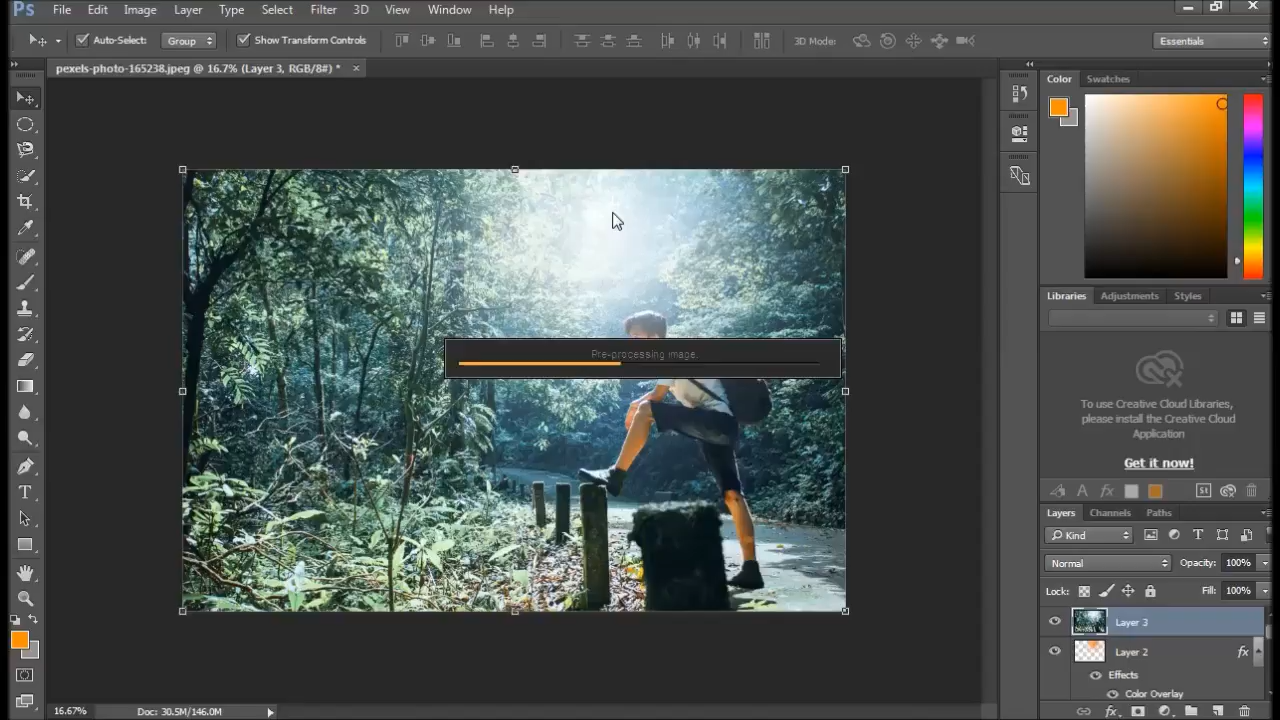 Ps File Edit Image Layer Type Select Filter 3D View Window Help
Auto-Select: Group Show Transform Controls 3D Mode: Essentials
pexels-photo-165238.jpeg @ 16.7% (Layer 3, RGB/8#) * ×
Color Swatches
Libraries Adjustments Styles
Pre-processing image.
To use Creative Cloud Libraries,
please install the Creative Cloud
Application
Get it now!
A fx St
Layers Channels Paths
Kind
Normal Opacity: 100%
Lock: Fill: 100%
Layer 3
Layer 2 fx
Effects
Color Overlay
16.67% Doc: 30.5M/146.0M fx